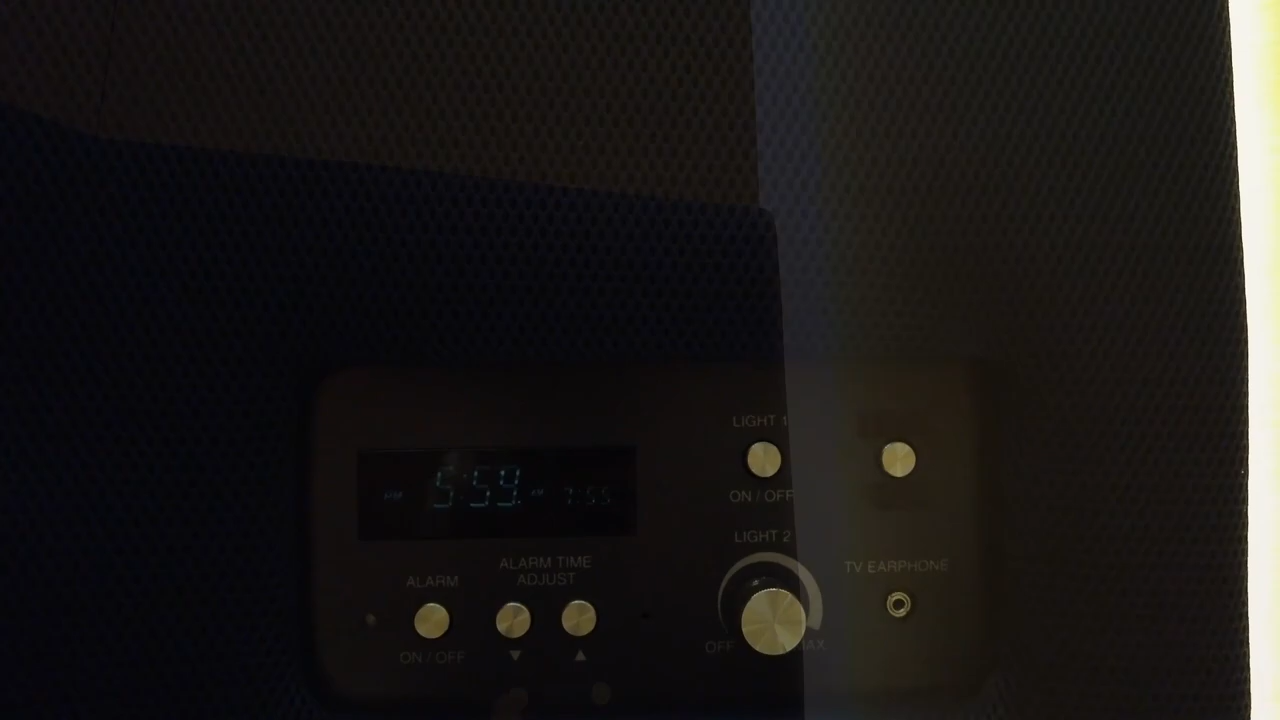 LIGHT 1
ON / OFF
PM 5:59 AM 7:55
LIGHT 2
ALARM TIME
ADJUST
TV EARPHONE
ALARM
OFF MAX
ON / OFF
▼ ▲